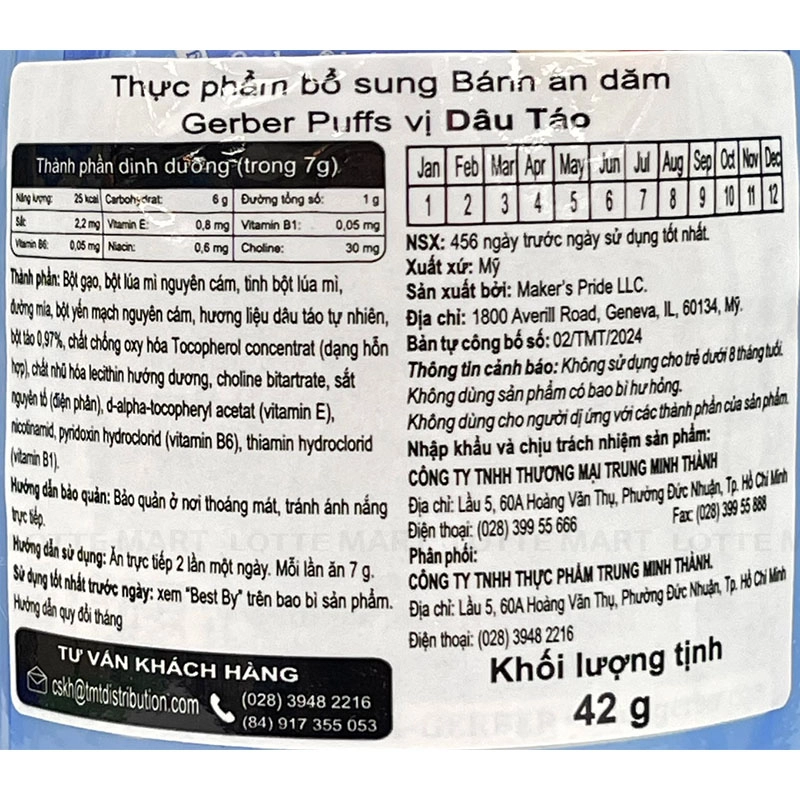 Thực phẩm bổ sung Bánh ăn dặm
Gerber Puffs vị Dâu Táo
Thành phần dinh dưỡng (trong 7g)
Năng lượng: 25 kcal Carbohydrat: 6 g Đường tổng số: 1 g
Sắt: 2,2 mg Vitamin E: 0,8 mg Vitamin B1: 0,05 mg
Vitamin B6: 0,05 mg Niacin: 0,6 mg Choline: 30 mg
Thành phần: Bột gạo, bột lúa mì nguyên cám, tinh bột lúa mì,
đường mía, bột yến mạch nguyên cám, hương liệu dâu táo tự nhiên,
bột táo 0,97%, chất chống oxy hóa Tocopherol concentrat (dạng hỗn
hợp), chất nhũ hóa lecithin hướng dương, choline bitartrate, sắt
nguyên tố (điện phân), d-alpha-tocopheryl acetat (vitamin E),
nicotinamid, pyridoxin hydroclorid (vitamin B6), thiamin hydroclorid
(vitamin B1).
Hướng dẫn bảo quản: Bảo quản ở nơi thoáng mát, tránh ánh nắng
trực tiếp.
Hướng dẫn sử dụng: Ăn trực tiếp 2 lần một ngày. Mỗi lần ăn 7 g.
Sử dụng tốt nhất trước ngày: xem "Best By" trên bao bì sản phẩm.
Hướng dẫn quy đổi tháng
TƯ VẤN KHÁCH HÀNG
cskh@tmtdistribution.com
(028) 3948 2216
(84) 917 355 053
Jan Feb Mar Apr May Jun Jul Aug Sep Oct Nov Dec
1 2 3 4 5 6 7 8 9 10 11 12
NSX: 456 ngày trước ngày sử dụng tốt nhất.
Xuất xứ: Mỹ
Sản xuất bởi: Maker's Pride LLC.
Địa chỉ: 1800 Averill Road, Geneva, IL, 60134, Mỹ.
Bản tự công bố số: 02/TMT/2024
Thông tin cảnh báo: Không sử dụng cho trẻ dưới 8 tháng tuổi.
Không dùng sản phẩm có bao bì hư hỏng.
Không dùng cho người dị ứng với các thành phần của sản phẩm.
Nhập khẩu và chịu trách nhiệm sản phẩm:
CÔNG TY TNHH THƯƠNG MẠI TRUNG MINH THÀNH
Địa chỉ: Lầu 5, 60A Hoàng Văn Thụ, Phường Đức Nhuận, Tp. Hồ Chí Minh
Điện thoại: (028) 399 55 666 Fax: (028) 399 55 888
Phân phối:
CÔNG TY TNHH THỰC PHẨM TRUNG MINH THÀNH.
Địa chỉ: Lầu 5, 60A Hoàng Văn Thụ, Phường Đức Nhuận, Tp. Hồ Chí Minh
Điện thoại: (028) 3948 2216
Khối lượng tịnh
42 g
LOTTE MART LOTTE MART LOTTE MART LOTTE M